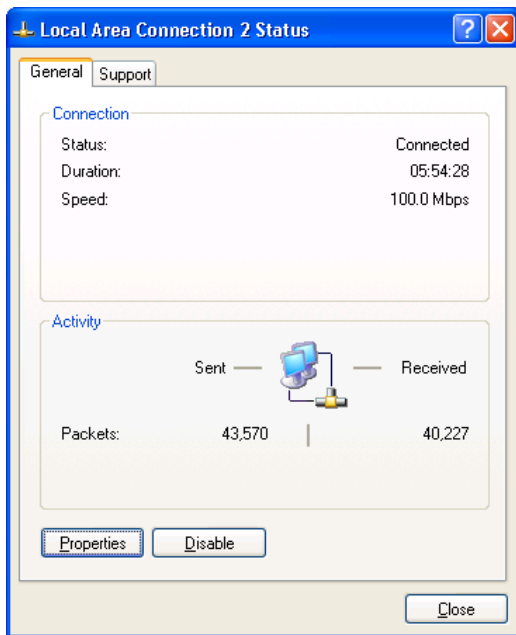 Local Area Connection 2 Status
General Support
Connection
Status: Connected
Duration: 05:54:28
Speed: 100.0 Mbps
Activity
Sent Received
Packets: 43,570 40,227
Properties Disable
Close